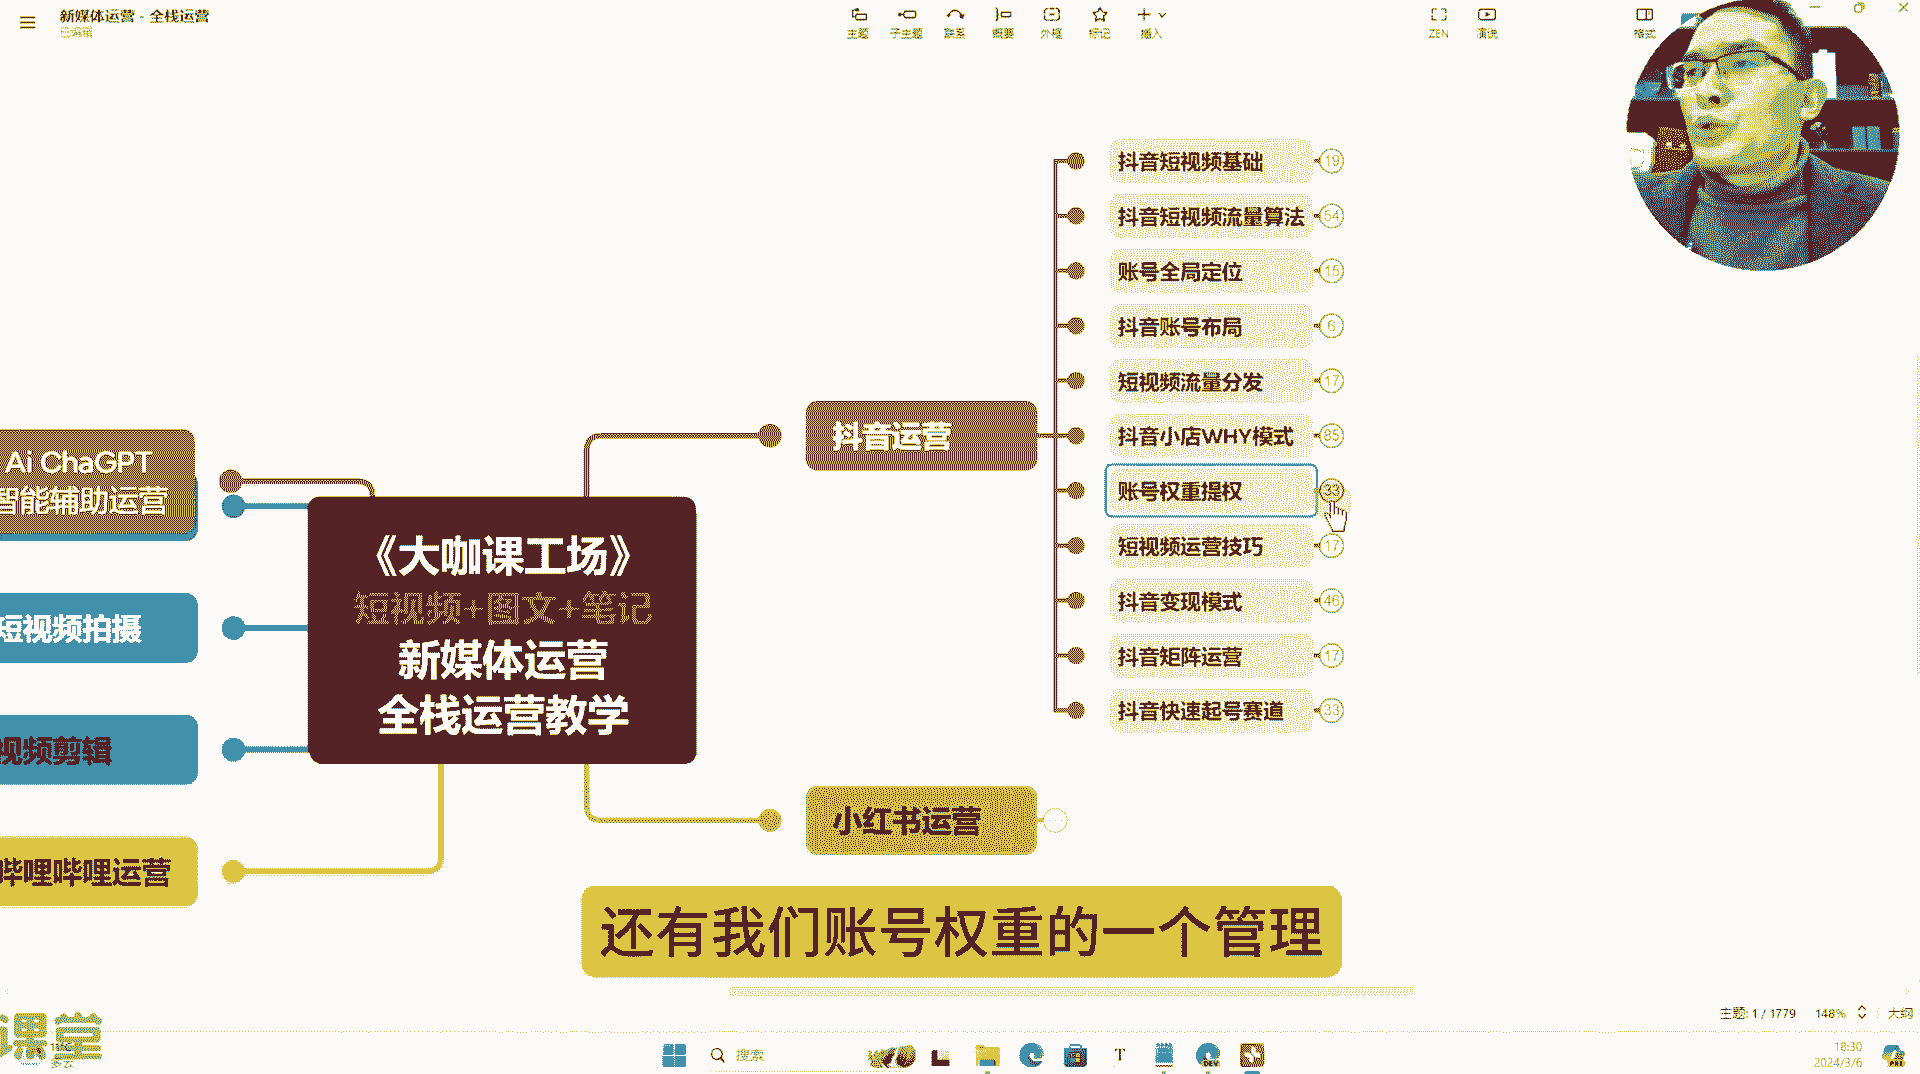 新媒体运营 - 全栈运营
已编辑
主题
子主题
联系
概要
外框
标记
插入
ZEN
演说
格式
抖音短视频基础 19
抖音短视频流量算法 54
账号全局定位 15
抖音账号布局 6
短视频流量分发 17
抖音小店WHY模式 85
账号权重提权 33
短视频运营技巧 17
抖音变现模式 46
抖音矩阵运营 17
抖音快速起号赛道 33
抖音运营
Ai ChaGPT
智能辅助运营
短视频拍摄
视频剪辑
哔哩哔哩运营
《大咖课工场》
短视频+图文+笔记
新媒体运营
全栈运营教学
小红书运营
还有我们账号权重的一个管理
主题: 1 / 1779
148%
大纲
课堂
多云
搜索
T
DEV
18:30
2024/3/6